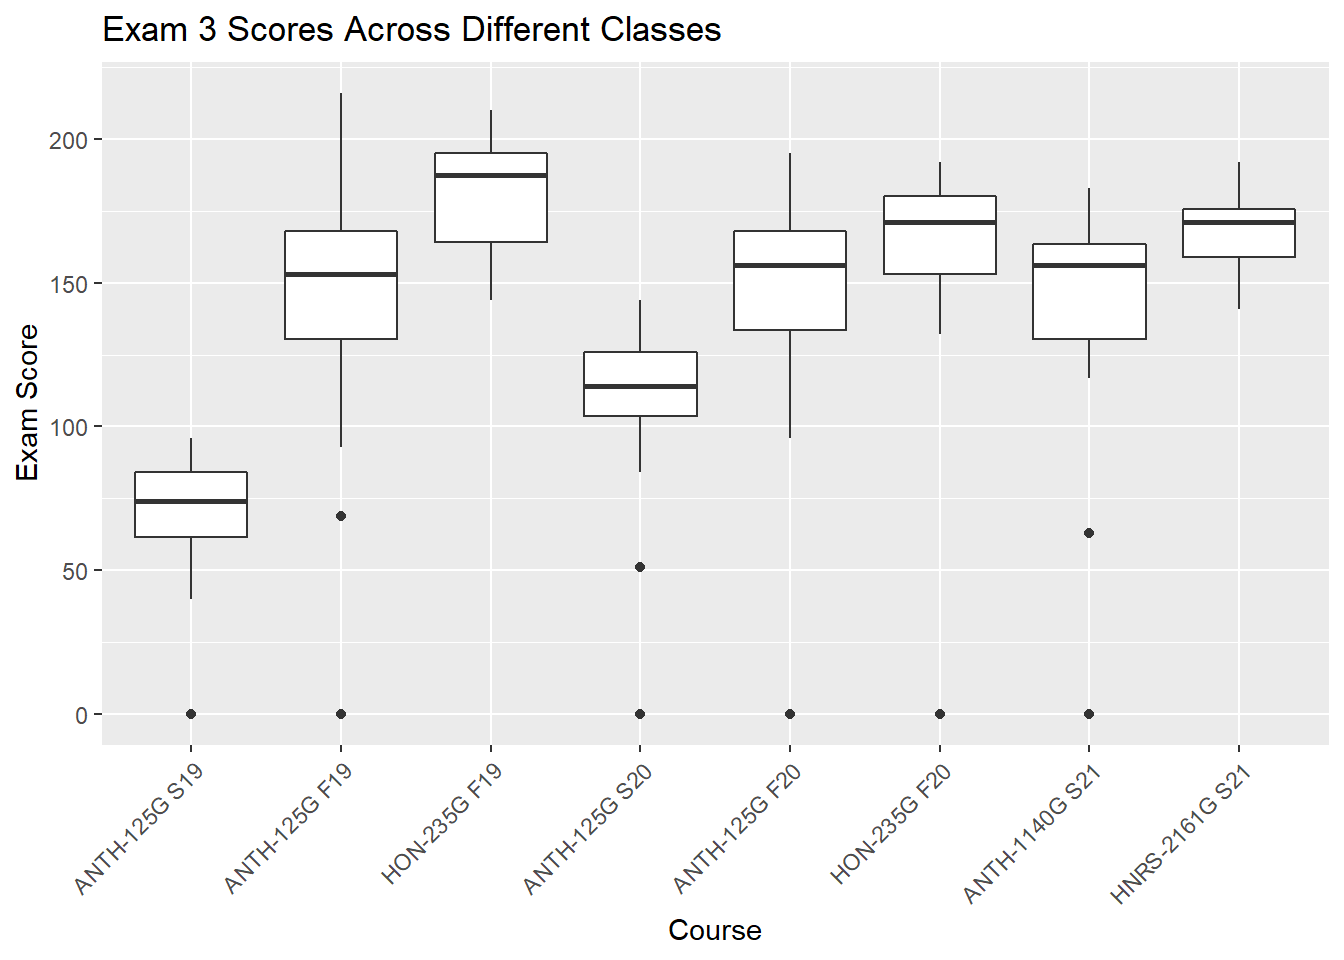 Exam 3 Scores Across Different Classes
Exam Score
200
150
100
50
0
ANTH-125G S19
ANTH-125G F19
HON-235G F19
ANTH-125G S20
ANTH-125G F20
HON-235G F20
ANTH-1140G S21
HNRS-2161G S21
Course